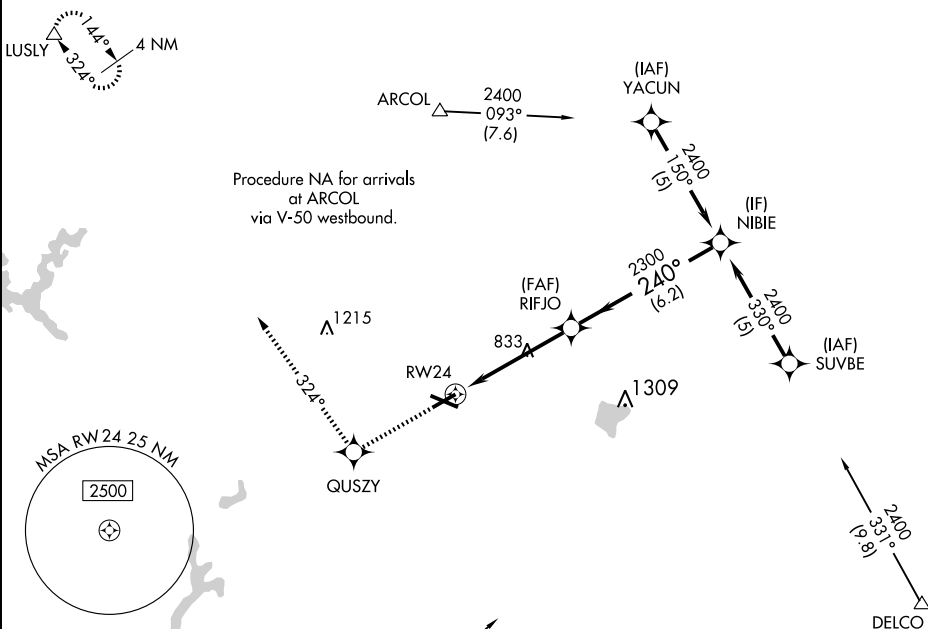 LUSLY
144°
324°
4 NM
ARCOL
2400
093°
(7.6)
(IAF)
YACUN
2400
150°
(5)
Procedure NA for arrivals
at ARCOL
via V-50 westbound.
(IF)
NIBIE
2300
240°
(6.2)
(FAF)
RIFJO
2400
330°
(5)
(IAF)
SUVBE
1215
833
RW24
1309
324°
QUSZY
MSA RW24 25 NM
2500
2400
331°
(9.8)
DELCO